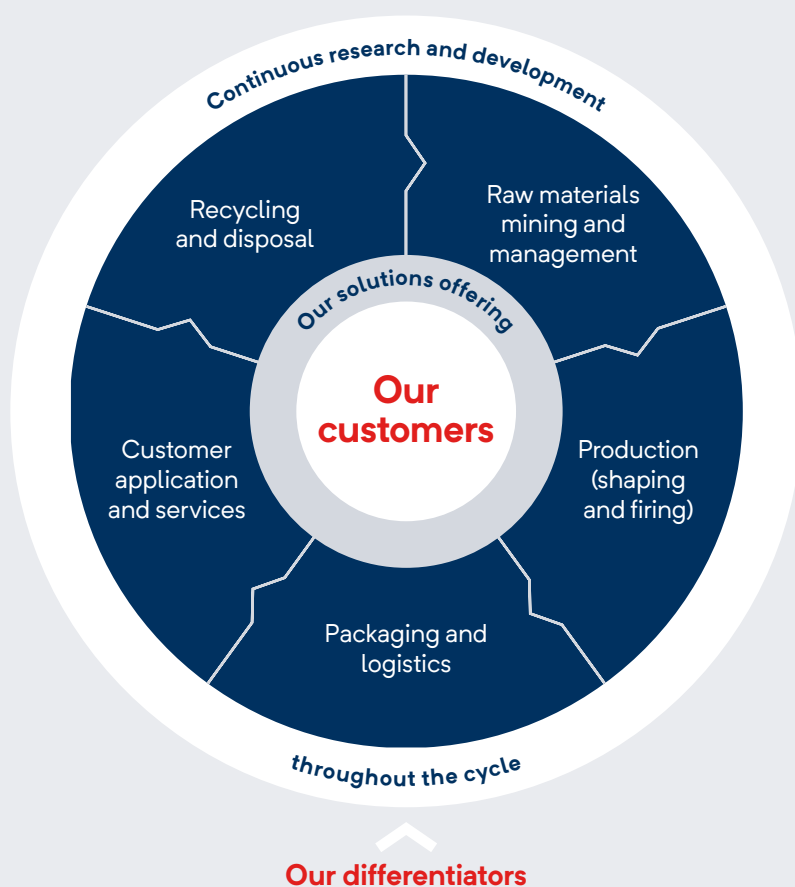 Continuous research and development
Recycling
and disposal
Raw materials
mining and
management
Our solutions offering
Our
customers
Customer
application
and services
Production
(shaping
and firing)
Packaging and
logistics
throughout the cycle
Our differentiators